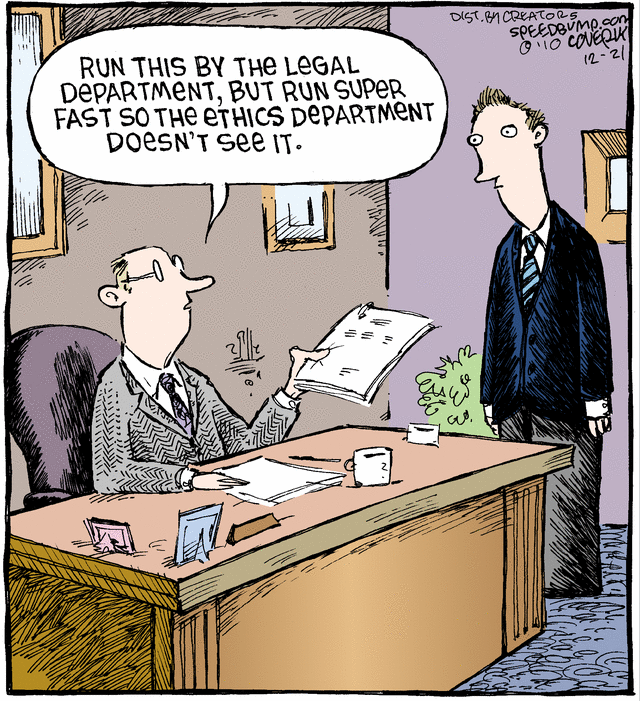 DIST. BY CREATORS
SPEEDBUMP.COM
© '10 COVERLY
12-21
RUN THIS BY THE LEGAL
DEPARTMENT, BUT RUN SUPER
FAST SO THE ETHICS DEPARTMENT
DOESN'T SEE IT.